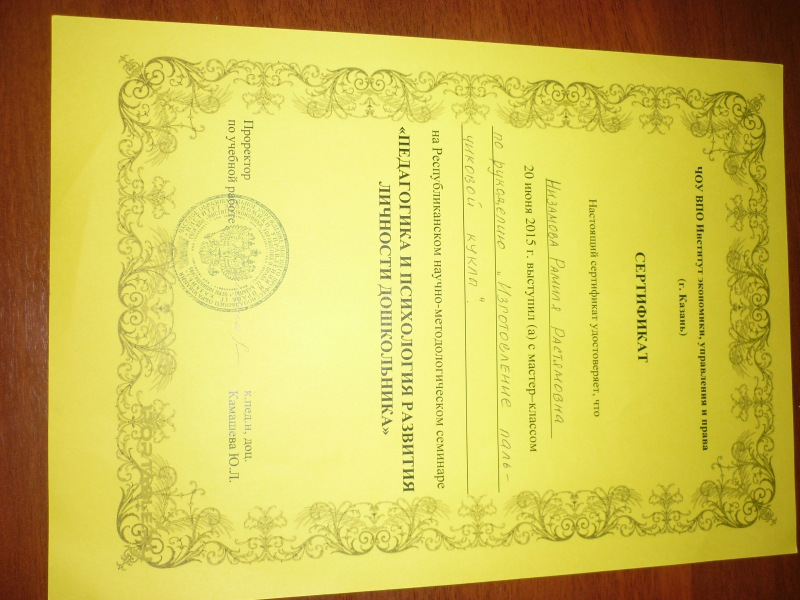 ЧОУ ВПО Институт экономики, управления и права
(г. Казань)
СЕРТИФИКАТ
Настоящий сертификат удостоверяет, что
Низамова Рамиля Растямовна
20 июня 2015 г. выступил (а) с мастер–классом
по рукоделию „Изготовление паль-
чиковой куклы“.
на Республиканском научно-методологическом семинаре
«ПЕДАГОГИКА И ПСИХОЛОГИЯ РАЗВИТИЯ
ЛИЧНОСТИ ДОШКОЛЬНИКА»
Проректор
по учебной работе
к.пед.н, доц.
Камашева Ю.Л.